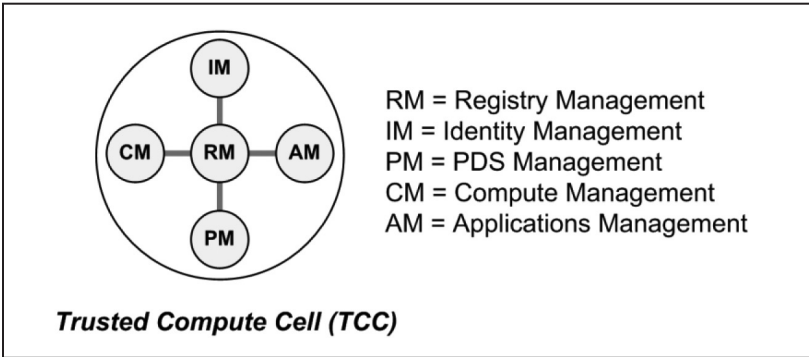 IM
CM RM AM
PM
RM = Registry Management
IM = Identity Management
PM = PDS Management
CM = Compute Management
AM = Applications Management
Trusted Compute Cell (TCC)